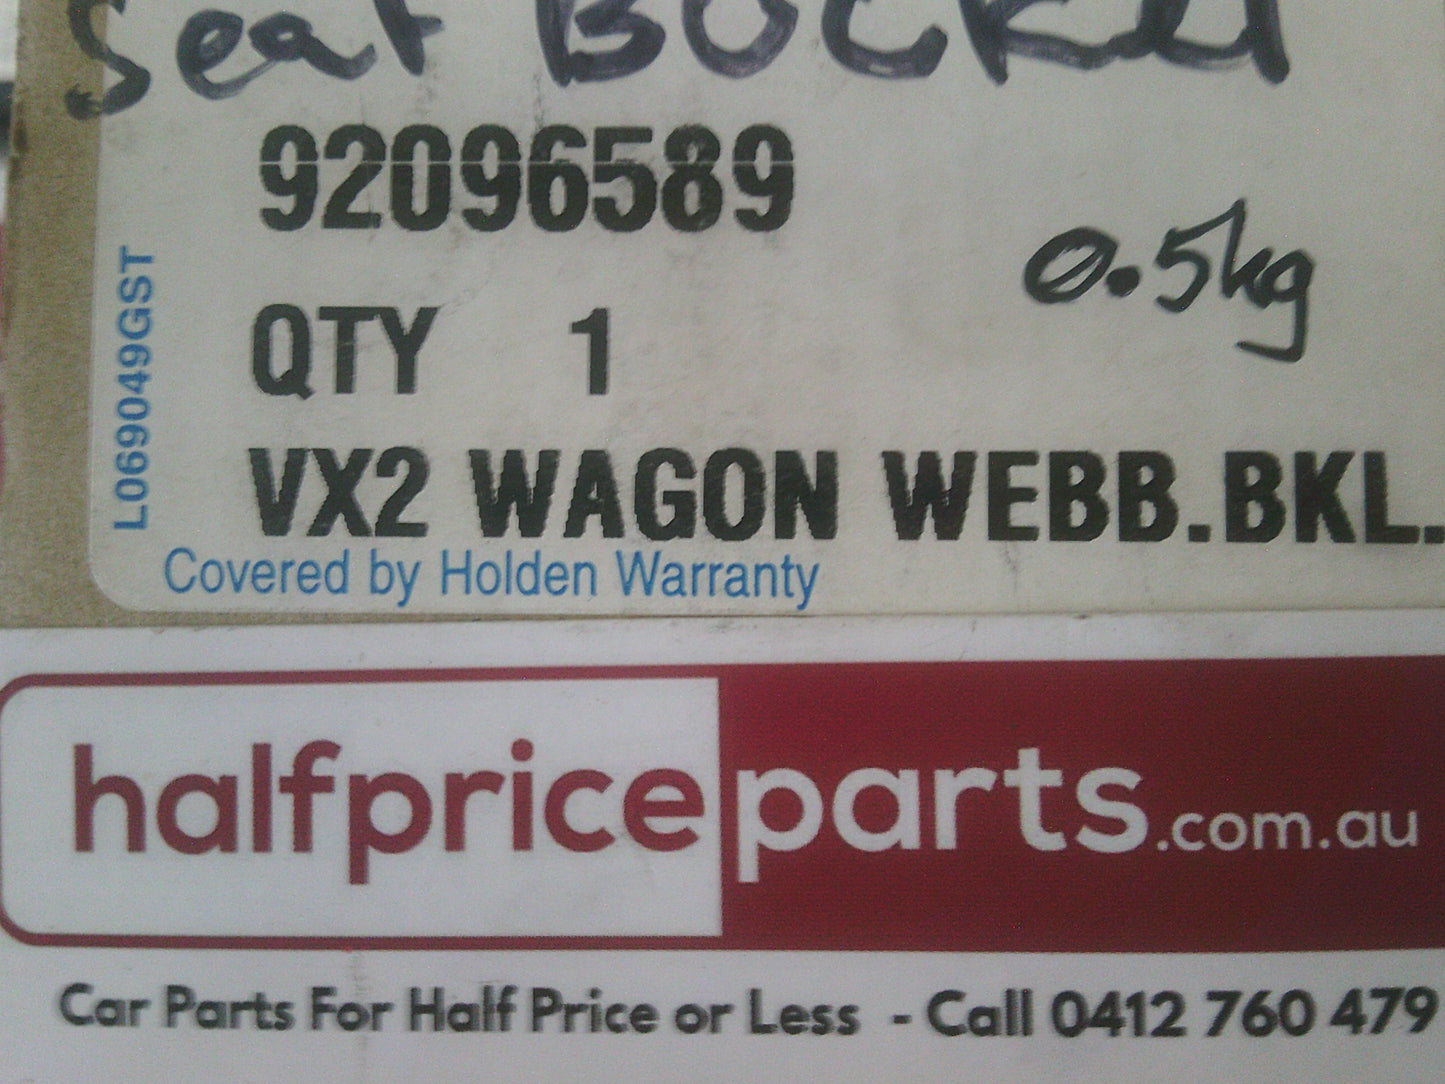 Seat Buckel
92096589
0.5kg
QTY 1
VX2 WAGON WEBB.BKL.
L069049GST
Covered by Holden Warranty
halfpriceparts.com.au
Car Parts For Half Price or Less - Call 0412 760 479